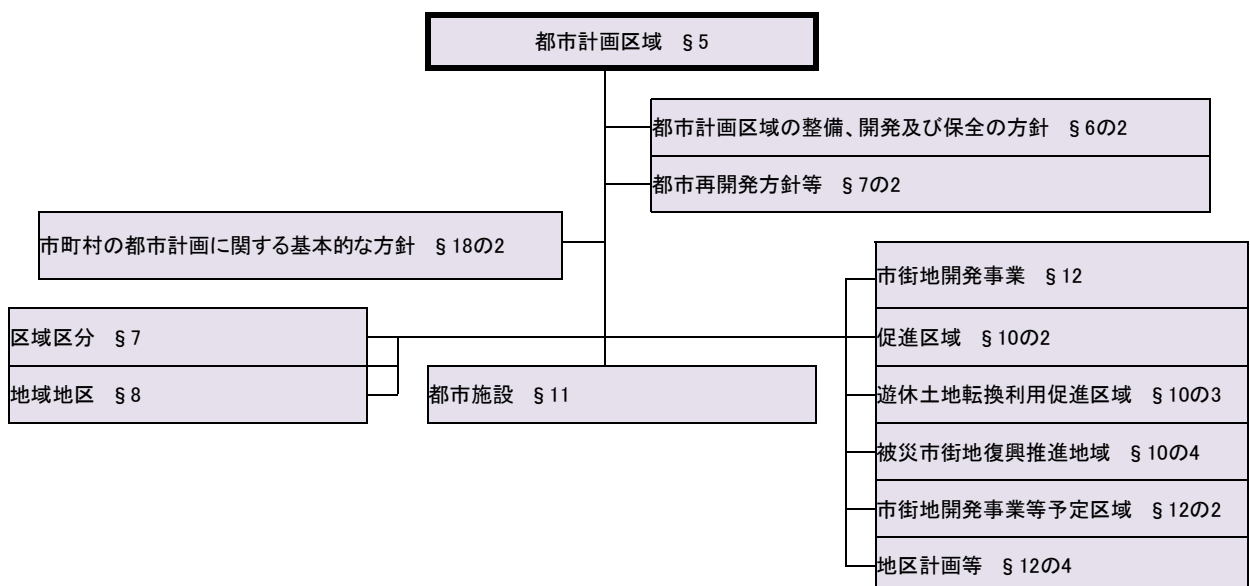 都市計画区域　§5
都市計画区域の整備、開発及び保全の方針　§6の2
都市再開発方針等　§7の2
市町村の都市計画に関する基本的な方針　§18の2
区域区分　§7
地域地区　§8
都市施設　§11
市街地開発事業　§12
促進区域　§10の2
遊休土地転換利用促進区域　§10の3
被災市街地復興推進地域　§10の4
市街地開発事業等予定区域　§12の2
地区計画等　§12の4